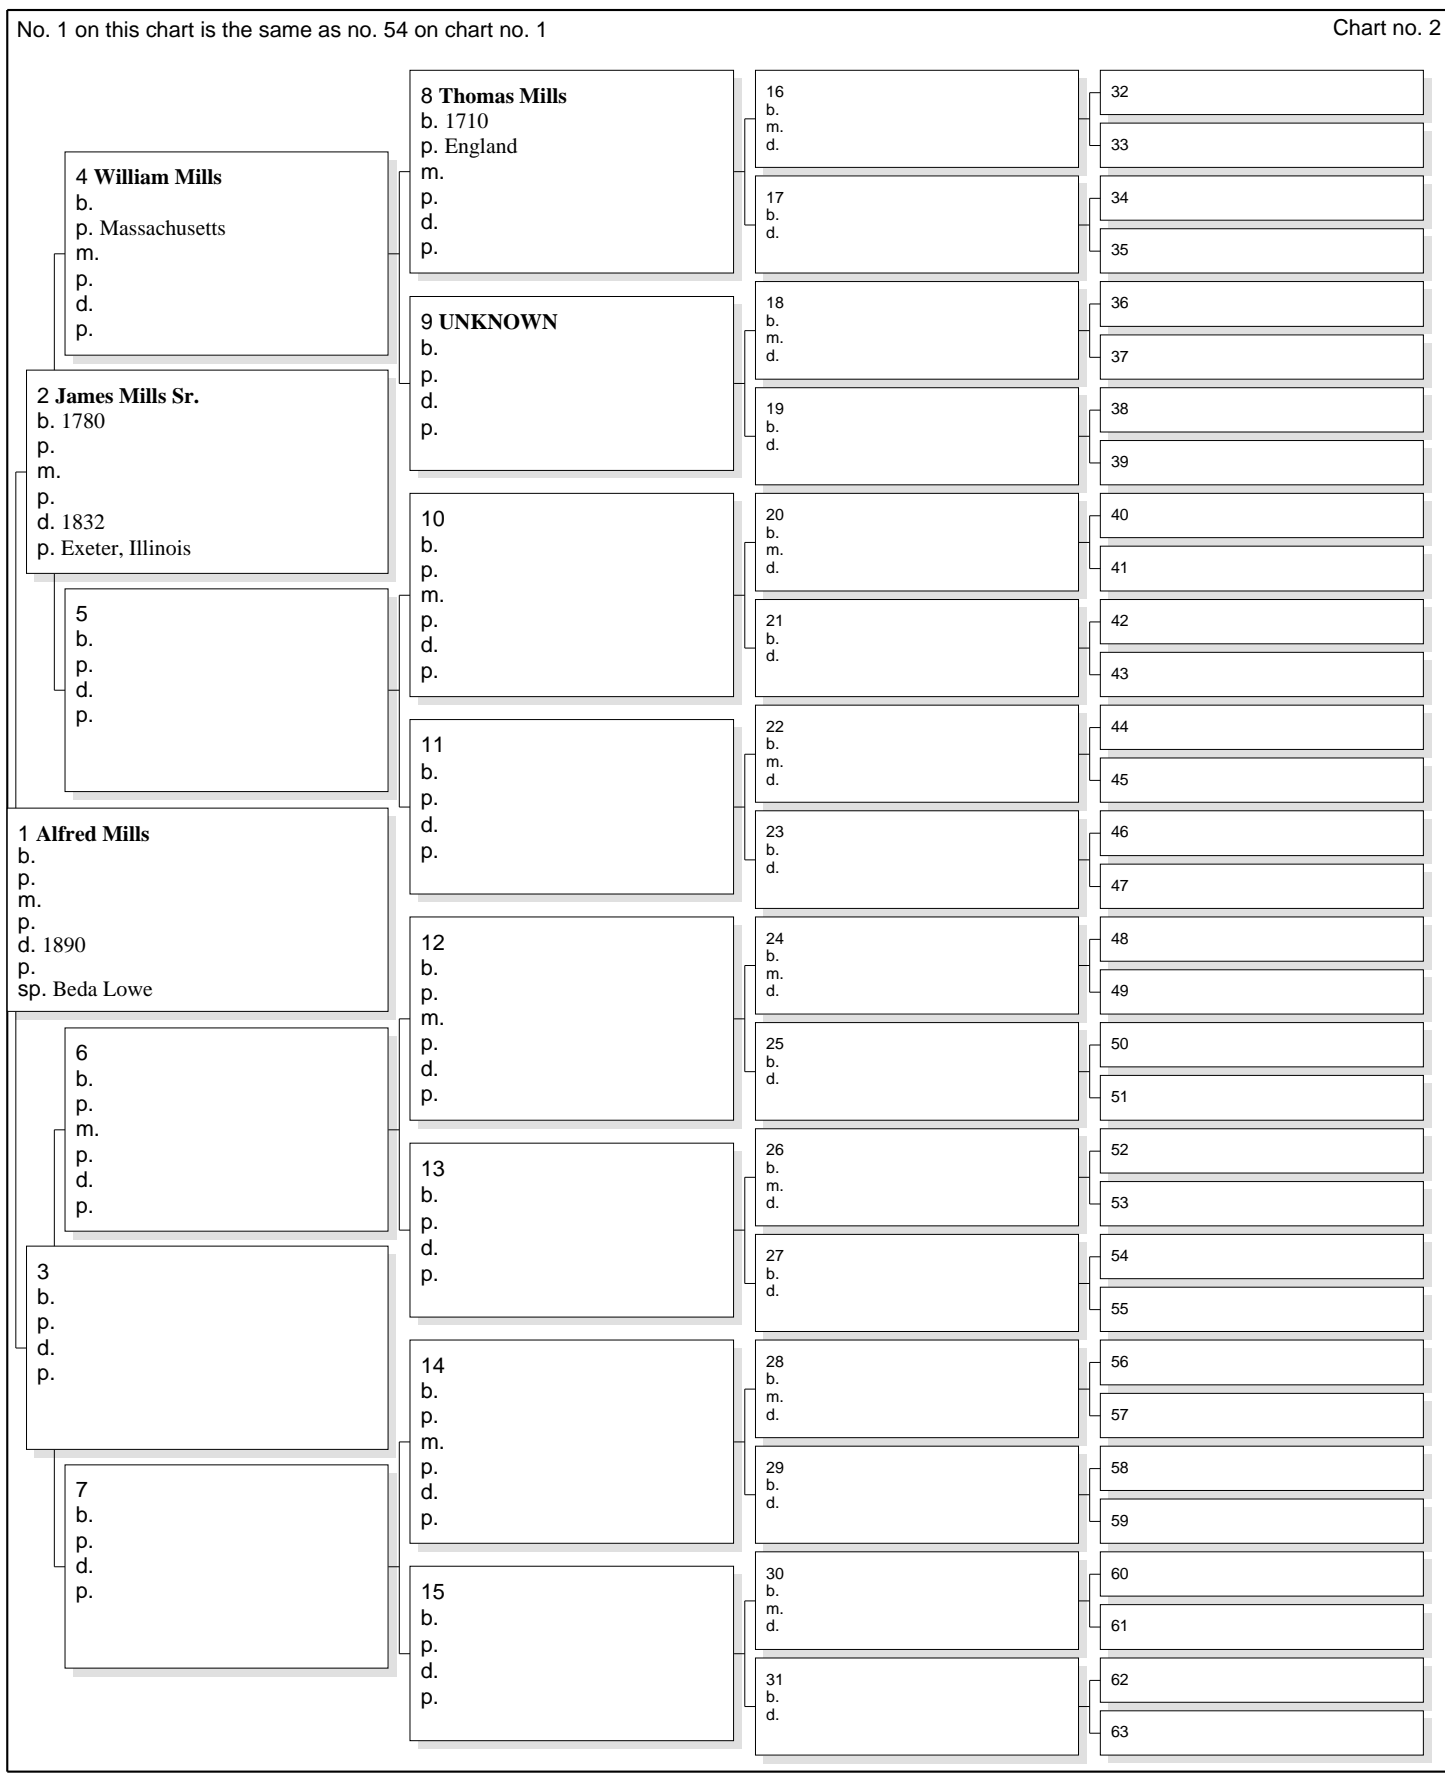 No. 1 on this chart is the same as no. 54 on chart no. 1
Chart no. 2
1 Alfred Mills
b.
p.
m.
p.
d. 1890
p.
sp. Beda Lowe
2 James Mills Sr.
b. 1780
p.
m.
p.
d. 1832
p. Exeter, Illinois
3
b.
p.
d.
p.
4 William Mills
b.
p. Massachusetts
m.
p.
d.
p.
5
b.
p.
d.
p.
6
b.
p.
m.
p.
d.
p.
7
b.
p.
d.
p.
8 Thomas Mills
b. 1710
p. England
m.
p.
d.
p.
9 UNKNOWN
b.
p.
d.
p.
10
b.
p.
m.
p.
d.
p.
11
b.
p.
d.
p.
12
b.
p.
m.
p.
d.
p.
13
b.
p.
d.
p.
14
b.
p.
m.
p.
d.
p.
15
b.
p.
d.
p.
16
b.
m.
d.
17
b.
d.
18
b.
m.
d.
19
b.
d.
20
b.
m.
d.
21
b.
d.
22
b.
m.
d.
23
b.
d.
24
b.
m.
d.
25
b.
d.
26
b.
m.
d.
27
b.
d.
28
b.
m.
d.
29
b.
d.
30
b.
m.
d.
31
b.
d.
32
33
34
35
36
37
38
39
40
41
42
43
44
45
46
47
48
49
50
51
52
53
54
55
56
57
58
59
60
61
62
63